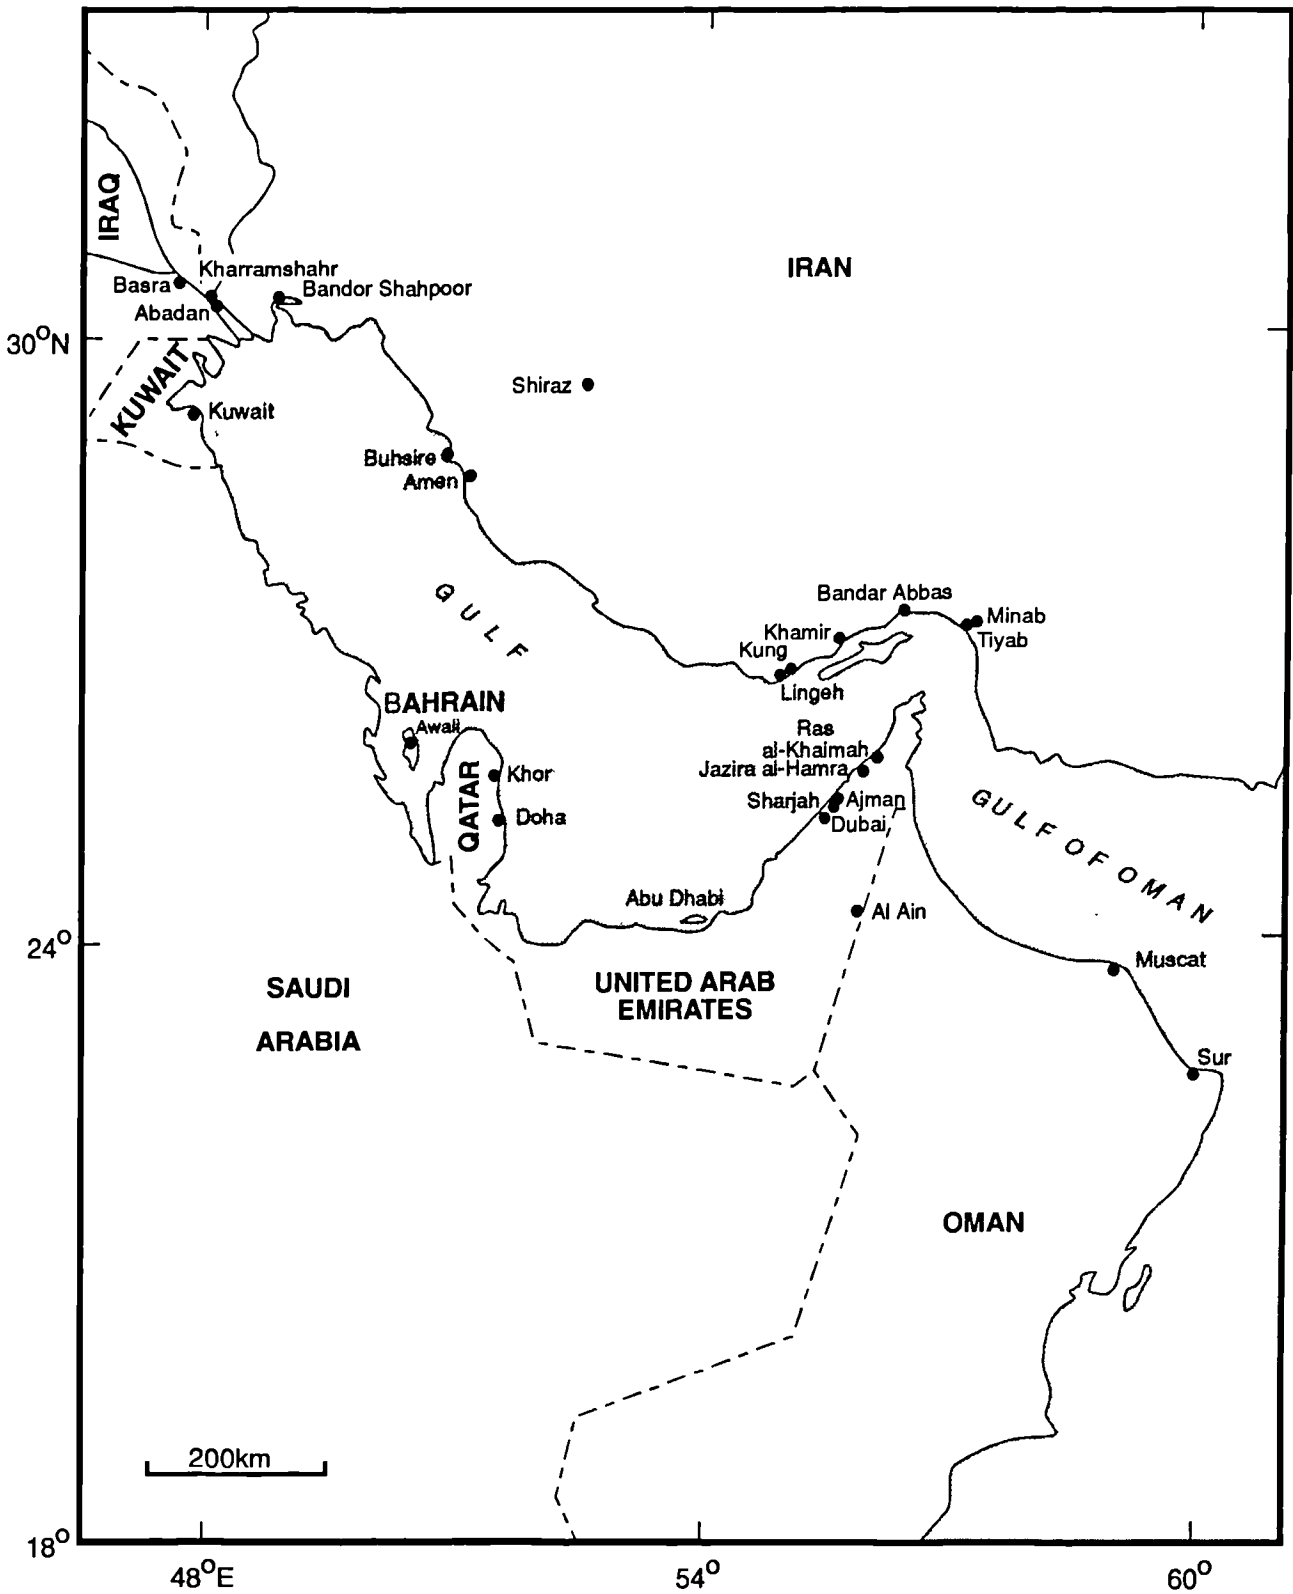 IRAQ
Kharramshahr
Basra
Bandor Shahpoor
Abadan
IRAN
30°N
KUWAIT
Shiraz
Kuwait
Buhsire
Amen
GULF
Bandar Abbas
Minab
Khamir
Tiyab
Kung
Lingeh
BAHRAIN
Awali
Ras
al-Khaimah
Jazira al-Hamra
QATAR
Khor
Sharjah
Ajman
Doha
Dubai
GULF OF OMAN
Abu Dhabi
Al Ain
24°
Muscat
SAUDI
ARABIA
UNITED ARAB
EMIRATES
Sur
OMAN
200km
18°
48°E
54°
60°